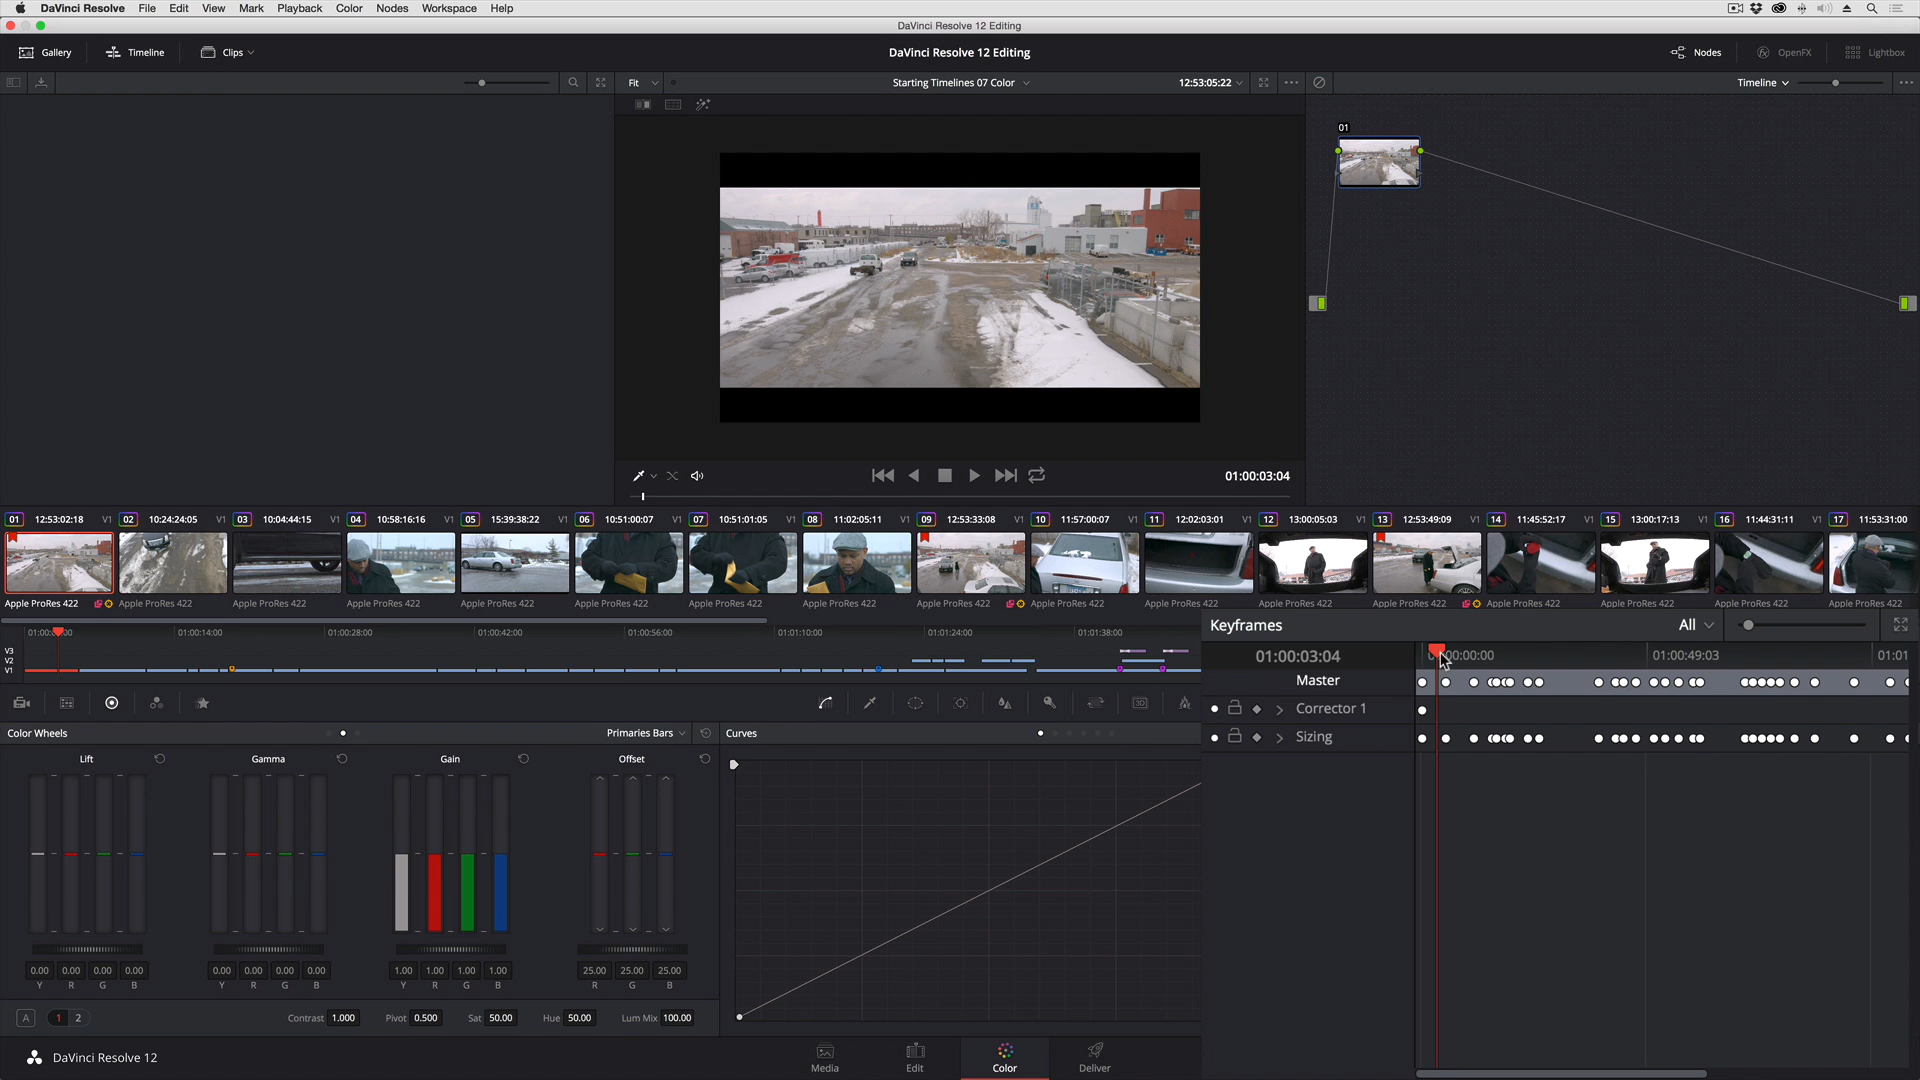 DaVinci Resolve File Edit View Mark Playback Color Nodes Workspace Help
DaVinci Resolve 12 Editing
Gallery Timeline Clips DaVinci Resolve 12 Editing Nodes OpenFX Lightbox
Fit Starting Timelines 07 Color 12:53:05:22 Timeline
01
01:00:03:04
01 12:53:02:18 V1 02 10:24:24:05 V1 03 10:04:44:15 V1 04 10:58:16:16 V1 05 15:39:38:22 V1 06 10:51:00:07 V1 07 10:51:01:05 V1 08 11:02:05:11 V1 09 12:53:33:08 V1 10 11:57:00:07 V1 11 12:02:03:01 V1 12 13:00:05:03 V1 13 12:53:49:09 V1 14 11:45:52:17 V1 15 13:00:17:13 V1 16 11:44:31:11 V1 17 11:53:31:00
Apple ProRes 422 Apple ProRes 422 Apple ProRes 422 Apple ProRes 422 Apple ProRes 422 Apple ProRes 422 Apple ProRes 422 Apple ProRes 422 Apple ProRes 422 Apple ProRes 422 Apple ProRes 422 Apple ProRes 422 Apple ProRes 422 Apple ProRes 422 Apple ProRes 422 Apple ProRes 422 Apple ProRes 422
01:00:14:00 01:00:28:00 01:00:42:00 01:00:56:00 01:01:10:00 01:01:24:00 01:01:38:00
V3
V2
V1
Keyframes All
01:00:03:04 00:00:00 01:00:49:03 01:01
Master
Corrector 1
Sizing
3D
Color Wheels Primaries Bars Curves
Lift Gamma Gain Offset
0.00 0.00 0.00 0.00 0.00 0.00 0.00 0.00 1.00 1.00 1.00 1.00 25.00 25.00 25.00
Y R G B Y R G B Y R G B R G B
A 1 2 Contrast 1.000 Pivot 0.500 Sat 50.00 Hue 50.00 Lum Mix 100.00
DaVinci Resolve 12 Media Edit Color Deliver